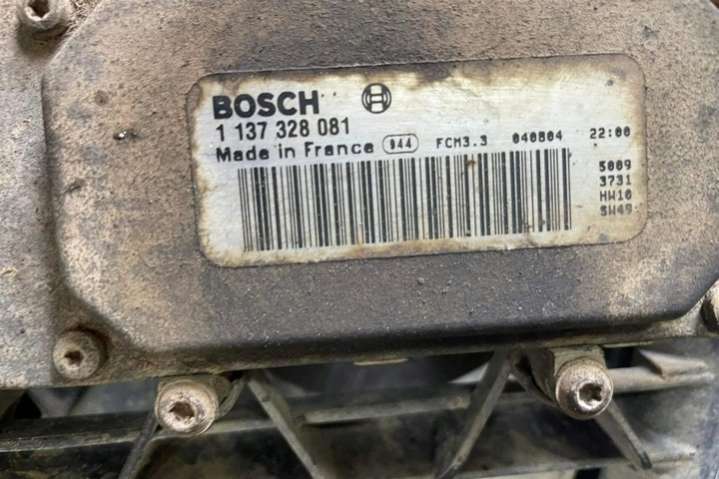 BOSCH
1 137 328 081
Made in France 944 FCM3.3 040804 22:00
5009
3731
HW10
SW49